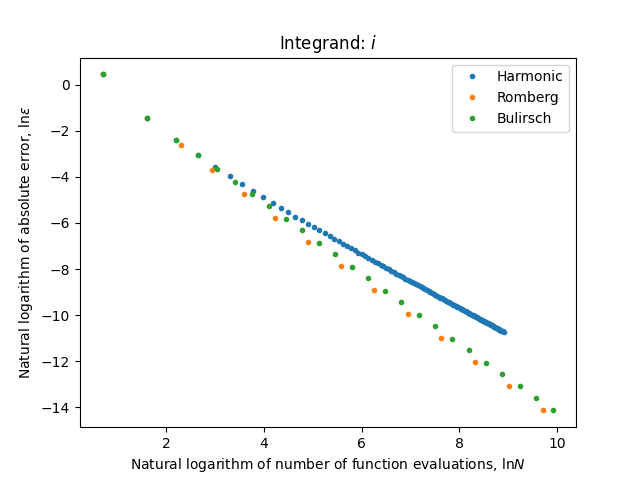 Integrand: i
Harmonic
Romberg
Bulirsch
Natural logarithm of absolute error, lnε
0
−2
−4
−6
−8
−10
−12
−14
2 4 6 8 10
Natural logarithm of number of function evaluations, lnN